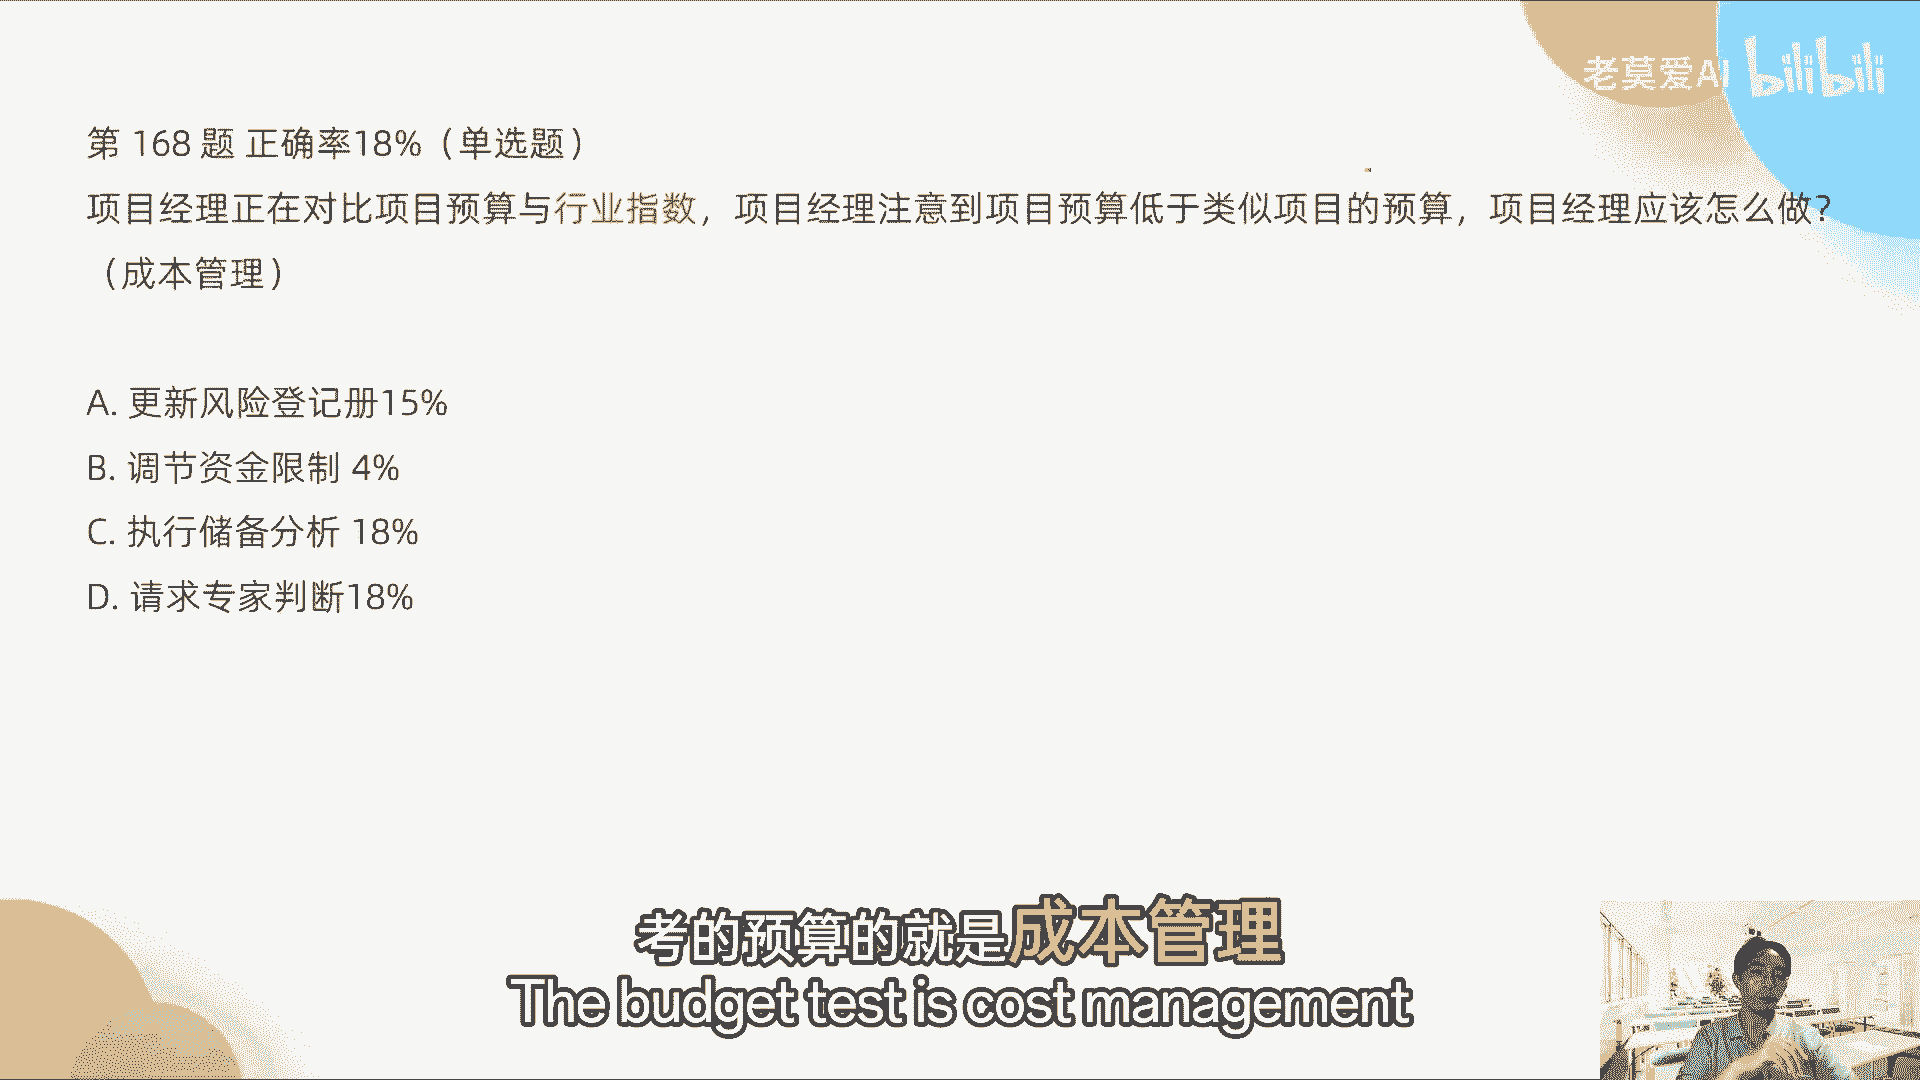 老莫爱AI bilibili
第 168 题 正确率18%（单选题）
项目经理正在对比项目预算与行业指数，项目经理注意到项目预算低于类似项目的预算，项目经理应该怎么做？
（成本管理）
A. 更新风险登记册15%
B. 调节资金限制 4%
C. 执行储备分析 18%
D. 请求专家判断18%
考的预算的就是成本管理
The budget test is cost management